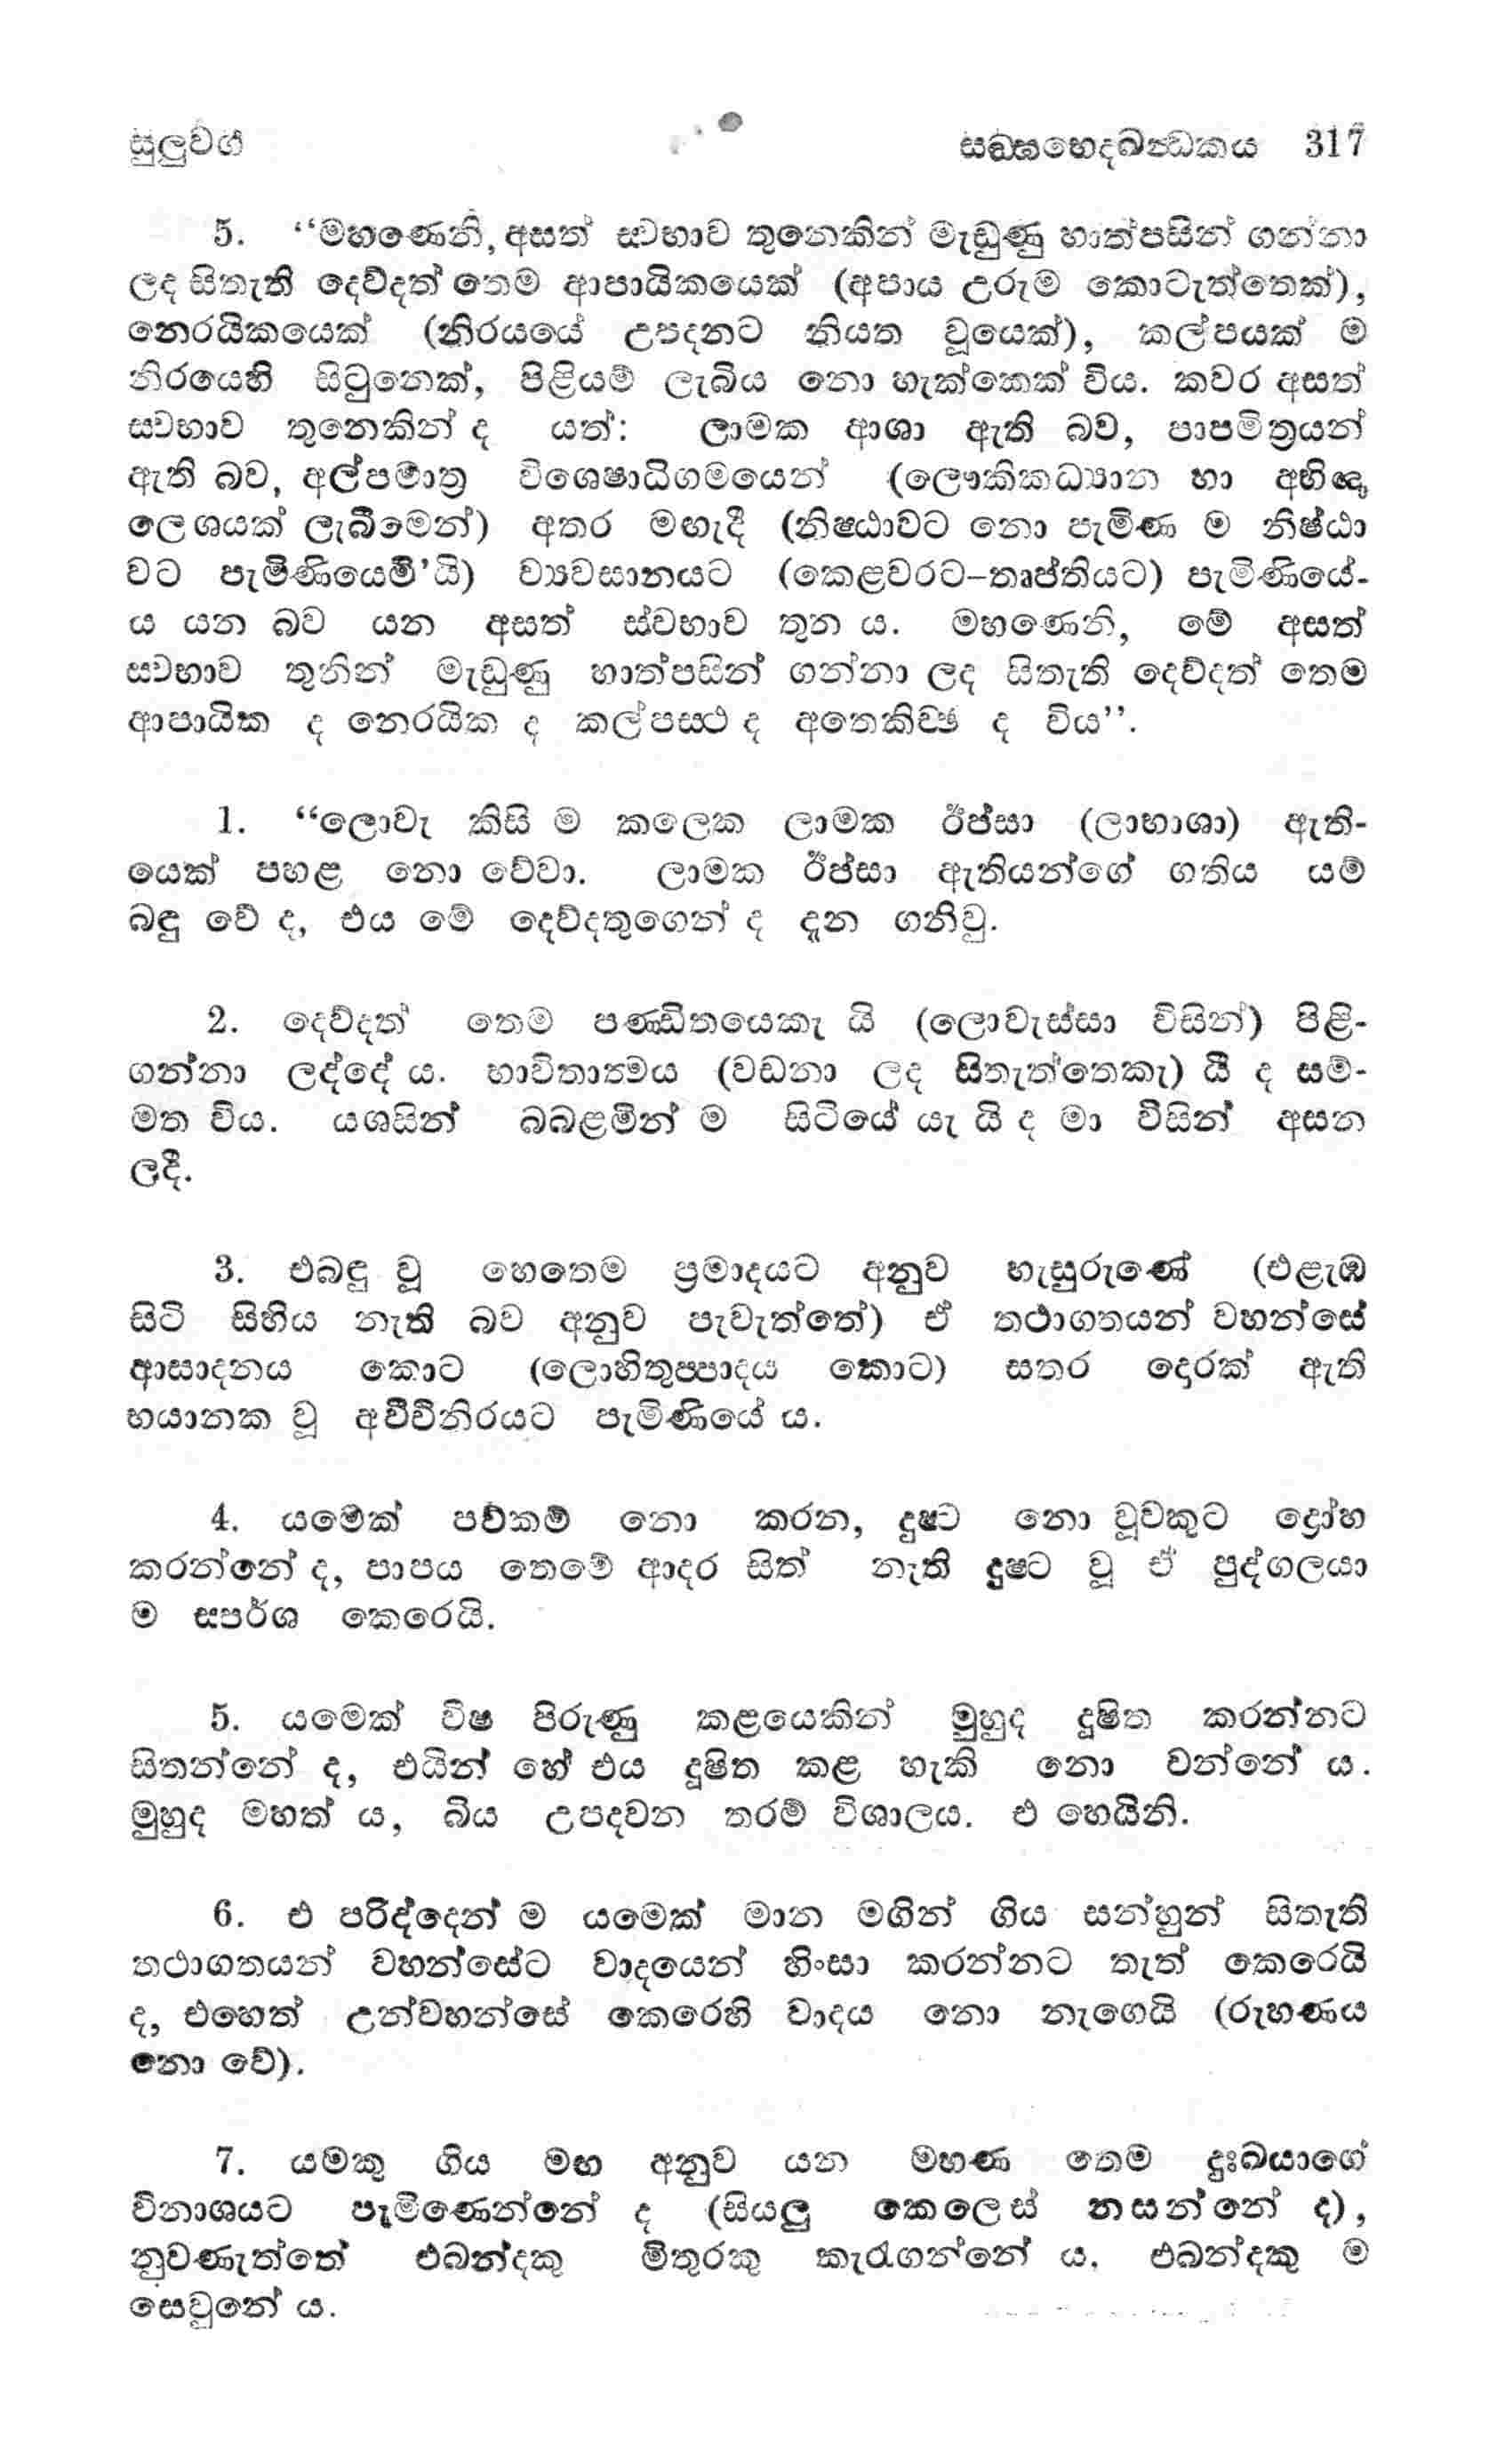 සුලුවගී සඞ්ඝභෙදඛන්ධකය 317
5. “මහණෙනි, අසත් ස්වභාව තුනෙකින් මැඩුණු හාත්පසින් ගන්නා
ලද සිතැති දෙව්දත් තෙම ආපායිකයෙක් (අපාය උරුම කොටැත්තෙක්),
නෙරයිකයෙක් (නිරයයේ උපදනට නියත වූයෙක්), කල්පයක් ම
නිරයෙහි සිටුනෙක්, පිළියම් ලැබිය නො හැක්කෙක් විය. කවර අසත්
ස්වභාව තුනෙකින් ද යත්: ලාමක ආශා ඇති බව, පාපමිත්‍රයන්
ඇති බව, අල්පමාත්‍ර විශෙෂාධිගමයෙන් (ලෞකිකධ්‍යාන හා අභිඥා
ලෙශයක් ලැබීමෙන්) අතර මඟැදී (නිෂ්ඨාවට නො පැමිණ ම නිෂ්ඨා
වට පැමිණියෙමි’යි) ව්‍යවසානයට (කෙළවරට–තෘප්තියට) පැමිණියේ-
ය යන බව යන අසත් ස්වභාව තුන ය. මහණෙනි, මේ අසත්
ස්වභාව තුනින් මැඩුණු හාත්පසින් ගන්නා ලද සිතැති දෙව්දත් තෙම
ආපායික ද නෙරයික ද කල්පස්ථ ද අතෙකිච්ඡ ද විය”.
1. “ලොවැ කිසි ම කලෙක ලාමක ඊප්සා (ලාභාශා) ඇති-
යෙක් පහළ නො වේවා. ලාමක ඊප්සා ඇතියන්ගේ ගතිය යම්
බඳු වේ ද, එය මේ දෙව්දතුගෙන් ද දැන ගනිවු.
2. දෙව්දත් තෙම පණ්ඩිතයෙකැ යි (ලොවැස්සා විසින්) පිළි-
ගන්නා ලද්දේ ය. භාවිතාත්මය (වඩනා ලද සිතැත්තෙකැ) යි ද සම්-
මත විය. යශසින් බබළමින් ම සිටියේ යැ යි ද මා විසින් අසන
ලදී.
3. එබඳු වූ හෙතෙම ප්‍රමාදයට අනුව හැසුරුණේ (එළැඹ
සිටි සිහිය නැති බව අනුව පැවැත්තේ) ඒ තථාගතයන් වහන්සේ
ආසාදනය කොට (ලොහිතුප්පාදය කොට) සතර දොරක් ඇති
භයානක වූ අවීචිනිරයට පැමිණියේ ය.
4. යමෙක් පව්කම් නො කරන, දුෂ්ට නො වූවකුට ද්‍රෝහ
කරන්නේ ද, පාපය තෙමේ ආදර සිත් නැති දුෂ්ට වූ ඒ පුද්ගලයා
ම ස්පර්ශ කෙරෙයි.
5. යමෙක් විෂ පිරුණු කළයෙකින් මුහුද දූෂිත කරන්නට
සිතන්නේ ද, එයින් හේ එය දූෂිත කළ හැකි නො වන්නේ ය.
මුහුද මහත් ය, බිය උපදවන තරම් විශාලය. එ හෙයිනි.
6. එ පරිද්දෙන් ම යමෙක් මාන මගින් ගිය සන්හුන් සිතැති
තථාගතයන් වහන්සේට වාදයෙන් හිංසා කරන්නට තැත් කෙරෙයි
ද, එහෙත් උන්වහන්සේ කෙරෙහි වාදය නො නැගෙයි (රුහණය
නො වේ).
7. යමකු ගිය මඟ අනුව යන මහණ තෙම දුඃඛයාගේ
විනාශයට පැමිණෙන්නේ ද (සියලු කෙලෙස් නසන්නේ ද),
නුවණැත්තේ එබන්දකු මිතුරකු කැරැගන්නේ ය, එබන්දකු ම
සෙවුනේ ය.